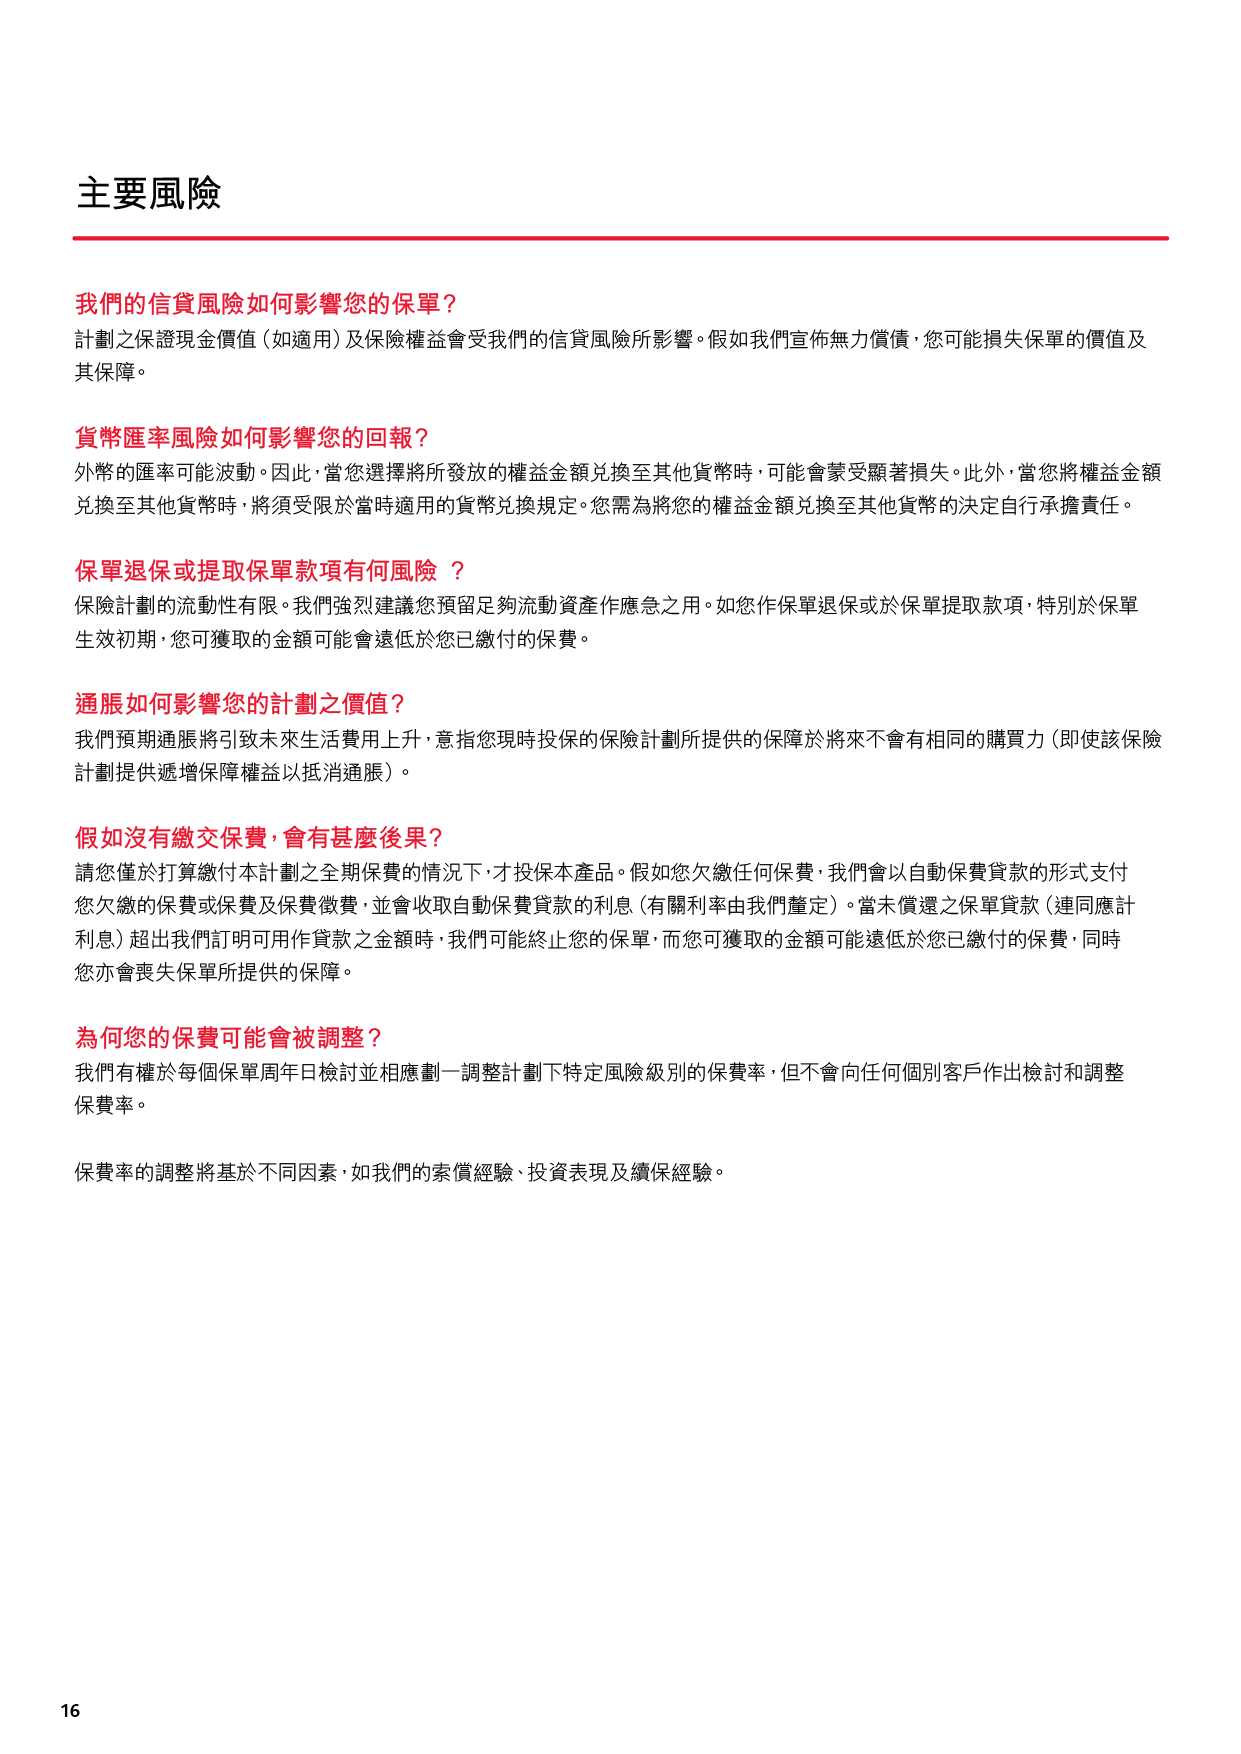 主要風險
我們的信貸風險如何影響您的保單？
計劃之保證現金價值（如適用）及保險權益會受我們的信貸風險所影響。假如我們宣佈無力償債，您可能損失保單的價值及
其保障。
貨幣匯率風險如何影響您的回報？
外幣的匯率可能波動。因此，當您選擇將所發放的權益金額兌換至其他貨幣時，可能會蒙受顯著損失。此外，當您將權益金額
兌換至其他貨幣時，將須受限於當時適用的貨幣兌換規定。您需為將您的權益金額兌換至其他貨幣的決定自行承擔責任。
保單退保或提取保單款項有何風險 ？
保險計劃的流動性有限。我們強烈建議您預留足夠流動資產作應急之用。如您作保單退保或於保單提取款項，特別於保單
生效初期，您可獲取的金額可能會遠低於您已繳付的保費。
通脹如何影響您的計劃之價值？
我們預期通脹將引致未來生活費用上升，意指您現時投保的保險計劃所提供的保障於將來不會有相同的購買力（即使該保險
計劃提供遞增保障權益以抵消通脹）。
假如沒有繳交保費，會有甚麼後果？
請您僅於打算繳付本計劃之全期保費的情況下，才投保本產品。假如您欠繳任何保費，我們會以自動保費貸款的形式支付
您欠繳的保費或保費及保費徵費，並會收取自動保費貸款的利息（有關利率由我們釐定）。當未償還之保單貸款（連同應計
利息）超出我們訂明可用作貸款之金額時，我們可能終止您的保單，而您可獲取的金額可能遠低於您已繳付的保費，同時
您亦會喪失保單所提供的保障。
為何您的保費可能會被調整？
我們有權於每個保單周年日檢討並相應劃一調整計劃下特定風險級別的保費率，但不會向任何個別客戶作出檢討和調整
保費率。
保費率的調整將基於不同因素，如我們的索償經驗、投資表現及續保經驗。
16